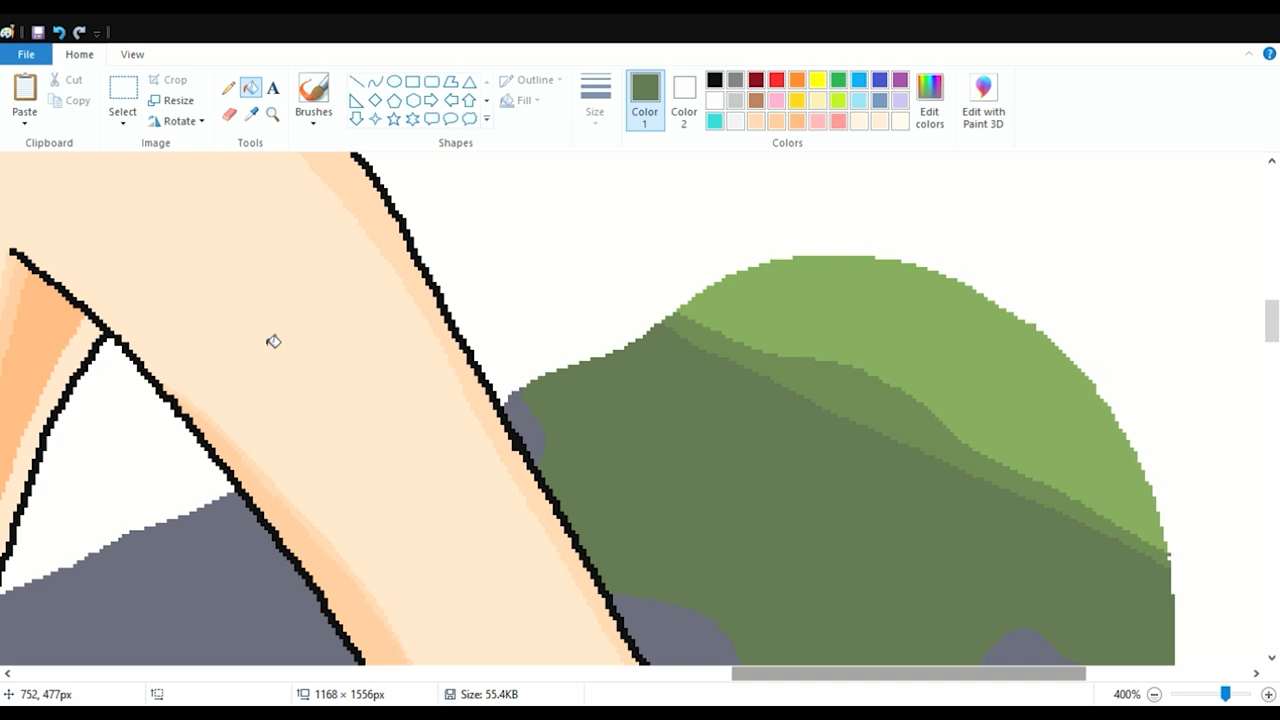 File Home View
Paste Cut Copy
Clipboard
Select Crop Resize Rotate
Image
A
Tools
Brushes
Outline Fill
Shapes
Size
Color 1
Color 2
Edit colors
Edit with Paint 3D
Colors
752, 477px 1168 × 1556px Size: 55.4KB 400%